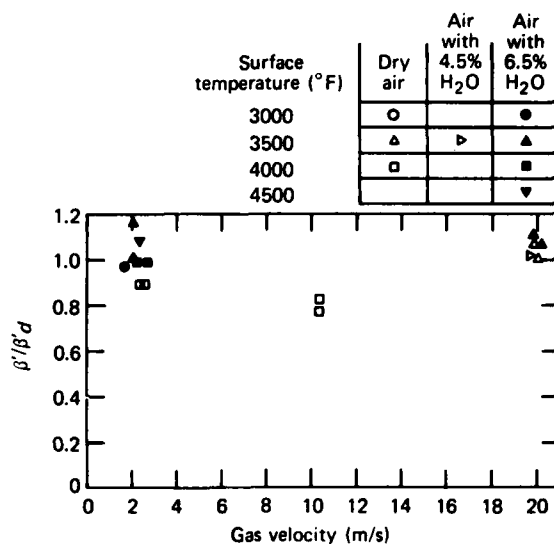 Surface temperature (°F)
Dry air
Air with 4.5% H₂O
Air with 6.5% H₂O
3000
3500
4000
4500
1.2
1.0
0.8
0.6
0.4
0.2
0
β'/β'd
0 2 4 6 8 10 12 14 16 18 20
Gas velocity (m/s)